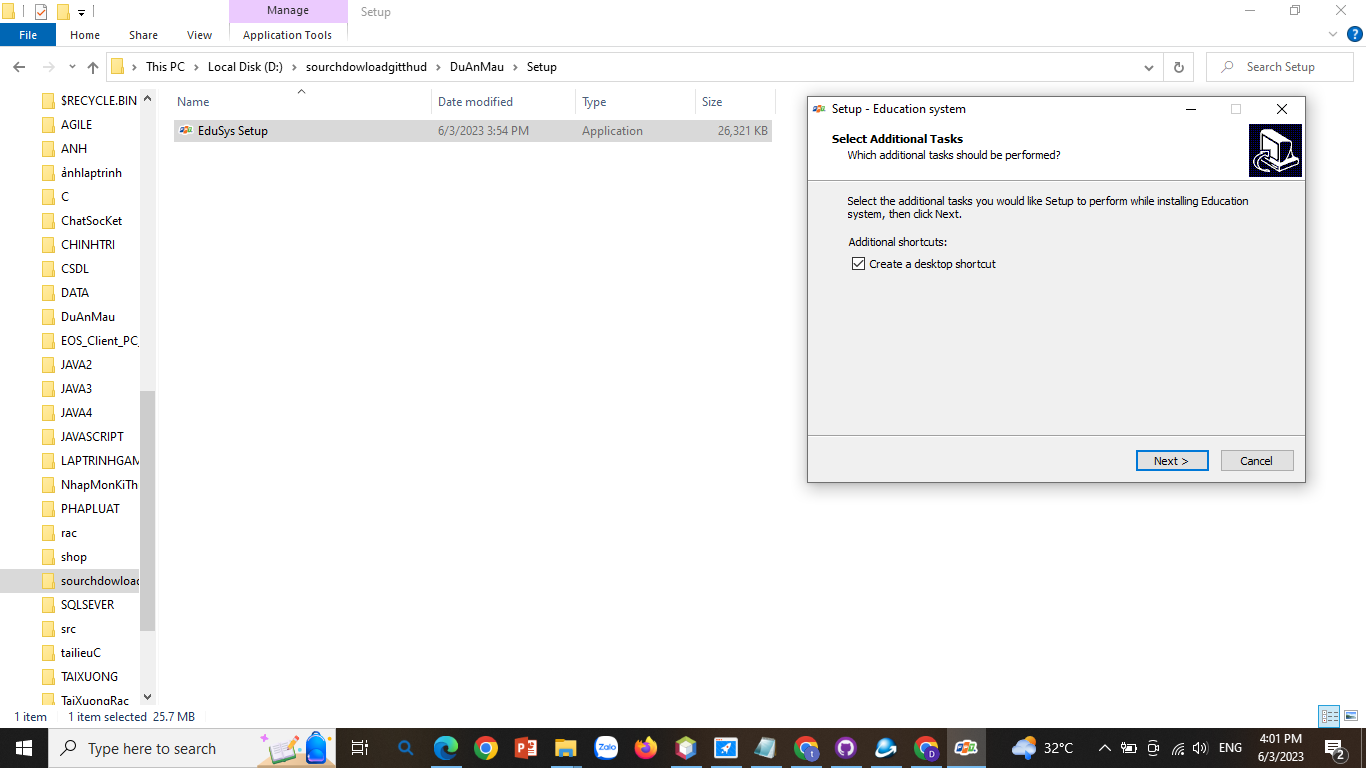 Manage
Setup
File
Home
Share
View
Application Tools
This PC
Local Disk (D:)
sourchdowloadgitthud
DuAnMau
Setup
Search Setup
Name
Date modified
Type
Size
EduSys Setup
6/3/2023 3:54 PM
Application
26,321 KB
$RECYCLE.BIN
AGILE
ANH
ảnhlaptrinh
C
ChatSocKet
CHINHTRI
CSDL
DATA
DuAnMau
EOS_Client_PC_
JAVA2
JAVA3
JAVA4
JAVASCRIPT
LAPTRINHGAM
NhapMonKiTh
PHAPLUAT
rac
shop
sourchdowload
SQLSEVER
src
tailieuC
TAIXUONG
TaiXuongRac
Setup - Education system
Select Additional Tasks
Which additional tasks should be performed?
Select the additional tasks you would like Setup to perform while installing Education
system, then click Next.
Additional shortcuts:
Create a desktop shortcut
Next >
Cancel
1 item
1 item selected 25.7 MB
Type here to search
Zalo
32°C
ENG
4:01 PM
6/3/2023
2